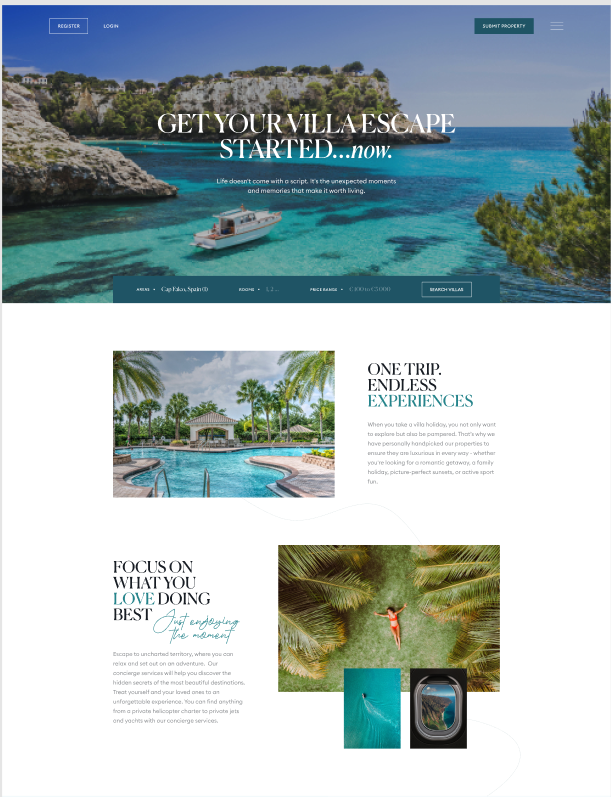 REGISTER
LOGIN
SUBMIT PROPERTY
GET YOUR VILLA ESCAPE
STARTED...now.
Life doesn't come with a script. It's the unexpected moments
and memories that make it worth living.
AREAS
ROOMS • 1, 2...
PRICE RANGE
SEARCH VILLAS
ONE TRIP.
ENDLESS
EXPERIENCES
When you take a villa holiday, you not only want
to explore but also be pampered. That's why we
have personally handpicked our properties to
ensure they are luxurious in every way - whether
you're looking for a romantic getaway, a family
holiday, picture-perfect sunsets, or active sport
fun.
FOCUS ON
WHAT YOU
LOVE DOING
BEST
Just enjoying
the moment
Escape to uncharted territory, where you can
relax and set out on an adventure. Our
concierge services will help you discover the
hidden secrets of the most beautiful destinations.
Treat yourself and your loved ones to an
unforgettable experience. You can find anything
from a private helicopter charter to private jets
and yachts with our concierge services.